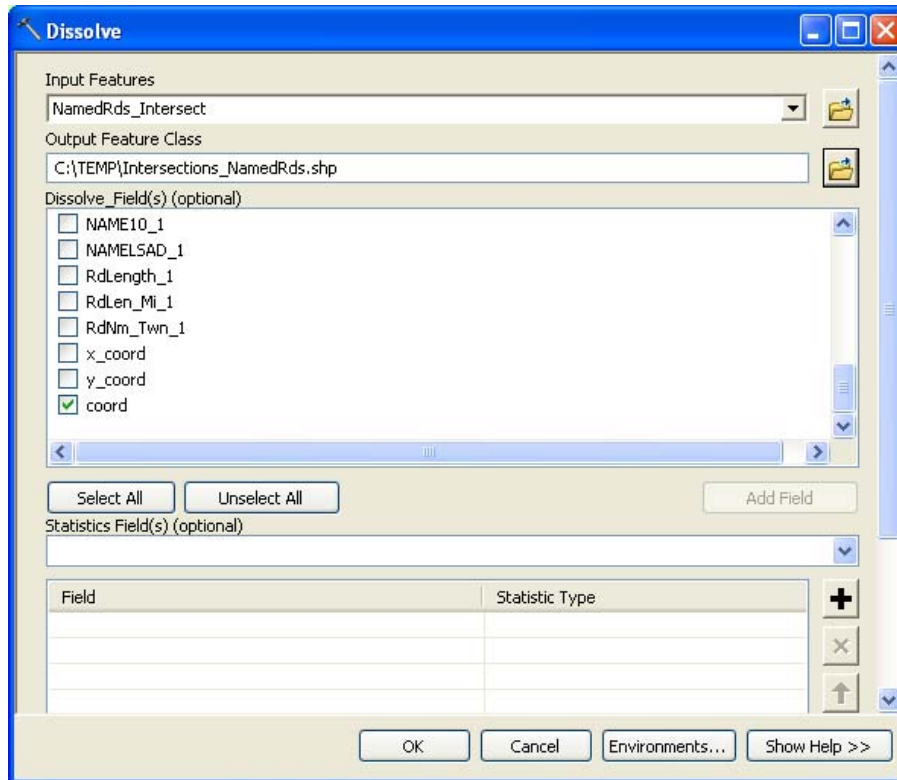 Dissolve
Input Features
NamedRds_Intersect
Output Feature Class
C:\TEMP\Intersections_NamedRds.shp
Dissolve_Field(s) (optional)
NAME10_1
NAMELSAD_1
RdLength_1
RdLen_Mi_1
RdNm_Twn_1
x_coord
y_coord
coord
Select All Unselect All Add Field
Statistics Field(s) (optional)
Field Statistic Type
OK Cancel Environments... Show Help >>